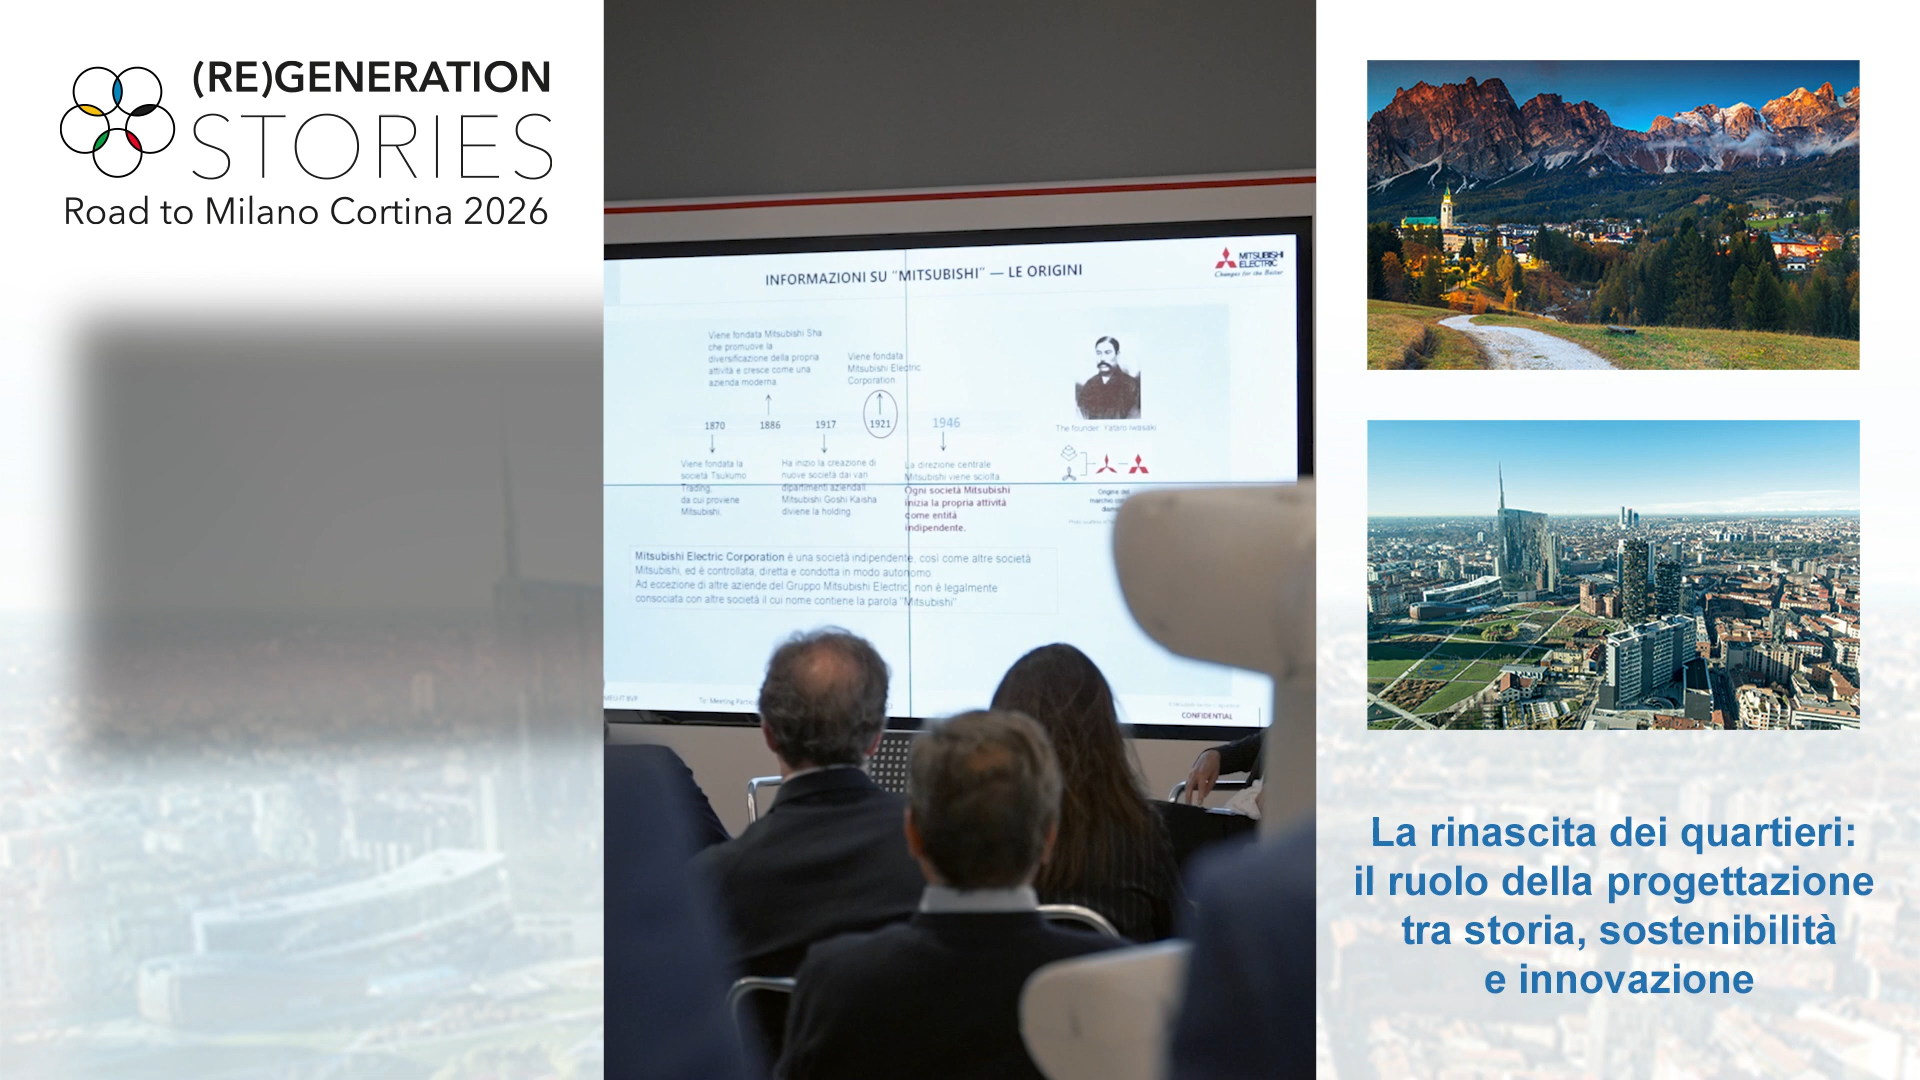 (RE)GENERATION
STORIES
Road to Milano Cortina 2026
INFORMAZIONI SU "MITSUBISHI" — LE ORIGINI
MITSUBISHI
ELECTRIC
Changes for the Better
Viene fondata Mitsubishi Sha
che promuove la
diversificazione della propria
attività e cresce come una
azienda moderna.
Viene fondata
Mitsubishi Electric
Corporation
1870
1886
1917
1921
1946
Viene fondata la
società Tsukumo
Trading,
da cui proviene
Mitsubishi.
Ha inizio la creazione di
nuove società dai vari
dipartimenti aziendali.
Mitsubishi Goshi Kaisha
diviene la holding.
La direzione centrale
Mitsubishi viene sciolta.
Ogni società Mitsubishi
inizia la propria attività
come entità
indipendente.
The founder: Yataro Iwasaki
Origine del
Mitsubishi Electric Corporation è una società indipendente, così come altre società
Mitsubishi, ed è controllata, diretta e condotta in modo autonomo.
Ad eccezione di altre aziende del Gruppo Mitsubishi Electric, non è legalmente
consociata con altre società il cui nome contiene la parola "Mitsubishi"
To: Meeting
CONFIDENTIAL
La rinascita dei quartieri:
il ruolo della progettazione
tra storia, sostenibilità
e innovazione